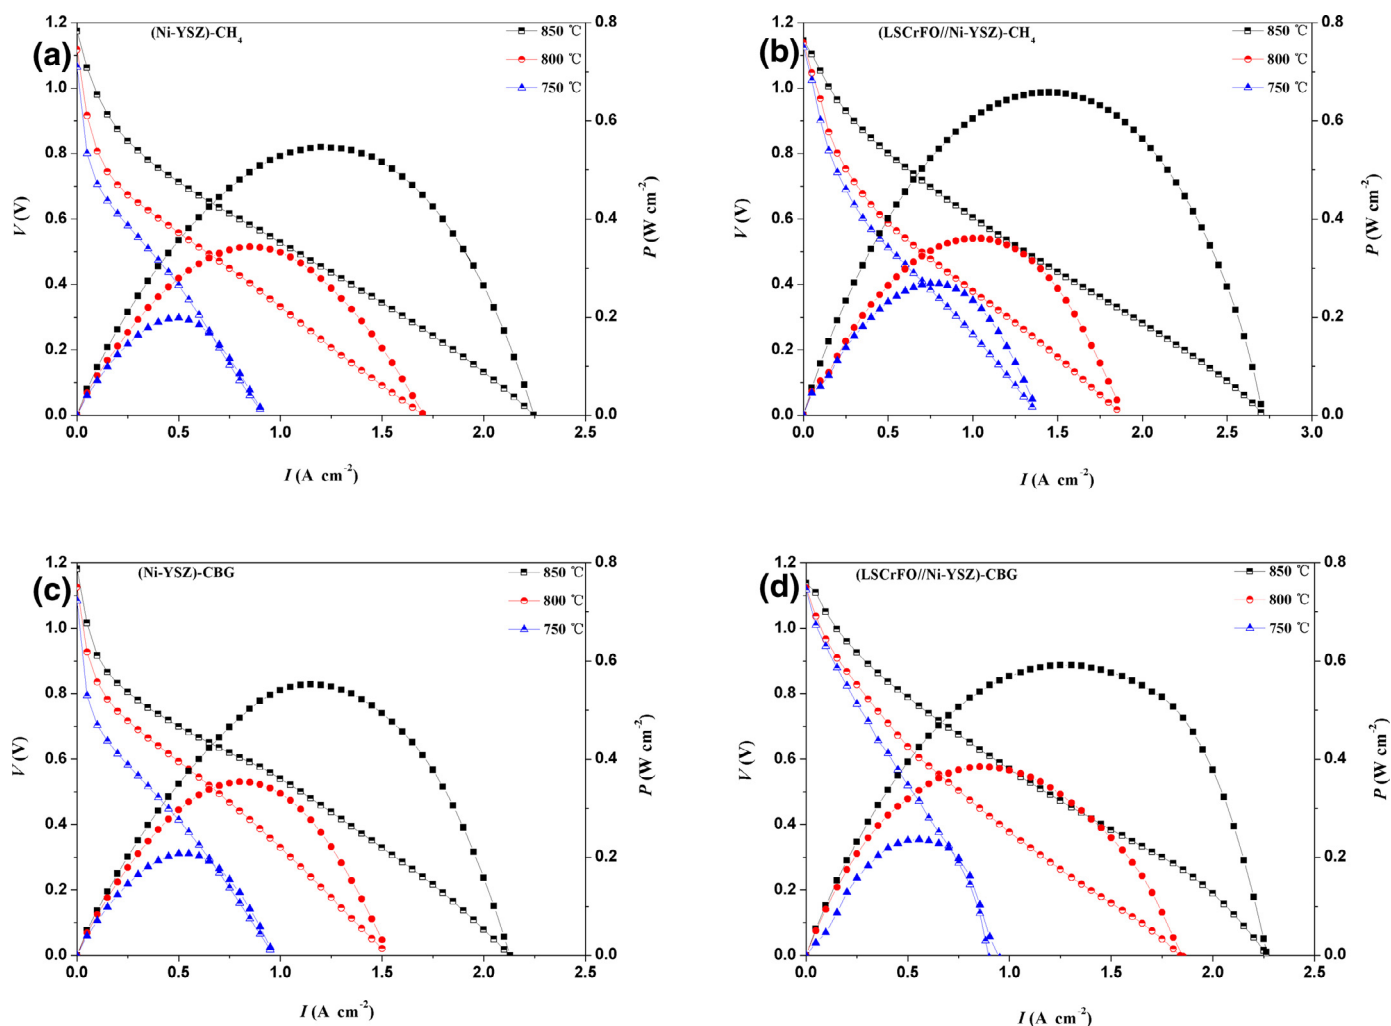 (a)
(Ni-YSZ)-CH₄
850 ℃
800 ℃
750 ℃
1.2
1.0
0.8
0.6
0.4
0.2
0.0
V (V)
0.8
0.6
0.4
0.2
0.0
P (W cm⁻²)
0.0 0.5 1.0 1.5 2.0 2.5
I (A cm⁻²)
(b)
(LSCrFO//Ni-YSZ)-CH₄
850 ℃
800 ℃
750 ℃
1.2
1.0
0.8
0.6
0.4
0.2
0.0
V (V)
0.8
0.6
0.4
0.2
0.0
P (W cm⁻²)
0.0 0.5 1.0 1.5 2.0 2.5 3.0
I (A cm⁻²)
(c)
(Ni-YSZ)-CBG
850 ℃
800 ℃
750 ℃
1.2
1.0
0.8
0.6
0.4
0.2
0.0
V (V)
0.8
0.6
0.4
0.2
0.0
P (W cm⁻²)
0.0 0.5 1.0 1.5 2.0 2.5
I (A cm⁻²)
(d)
(LSCrFO//Ni-YSZ)-CBG
850 ℃
800 ℃
750 ℃
1.2
1.0
0.8
0.6
0.4
0.2
0.0
V (V)
0.8
0.6
0.4
0.2
0.0
P (W cm⁻²)
0.0 0.5 1.0 1.5 2.0 2.5
I (A cm⁻²)